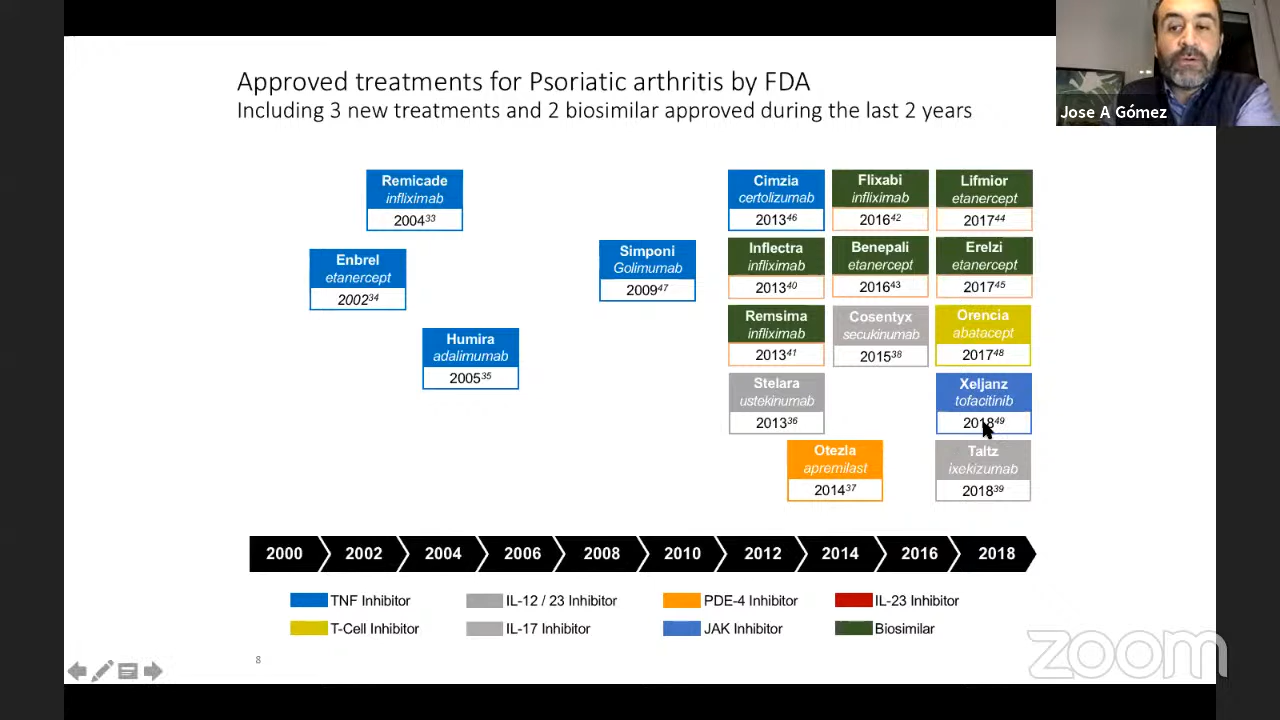 Approved treatments for Psoriatic arthritis by FDA
Including 3 new treatments and 2 biosimilar approved during the last 2 years
Jose A Gómez
Remicade
infliximab
2004³³
Enbrel
etanercept
2002³⁴
Humira
adalimumab
2005³⁵
Simponi
Golimumab
2009⁴⁷
Cimzia
certolizumab
2013⁴⁶
Inflectra
infliximab
2013⁴⁰
Remsima
infliximab
2013⁴¹
Stelara
ustekinumab
2013³⁶
Otezla
apremilast
2014³⁷
Flixabi
infliximab
2016⁴²
Benepali
etanercept
2016⁴³
Cosentyx
secukinumab
2015³⁸
Lifmior
etanercept
2017⁴⁴
Erelzi
etanercept
2017⁴⁵
Orencia
abatacept
2017⁴⁸
Xeljanz
tofacitinib
2018⁴⁹
Taltz
ixekizumab
2018³⁹
2000 2002 2004 2006 2008 2010 2012 2014 2016 2018
TNF Inhibitor IL-12 / 23 Inhibitor PDE-4 Inhibitor IL-23 Inhibitor
T-Cell Inhibitor IL-17 Inhibitor JAK Inhibitor Biosimilar
8
zoom